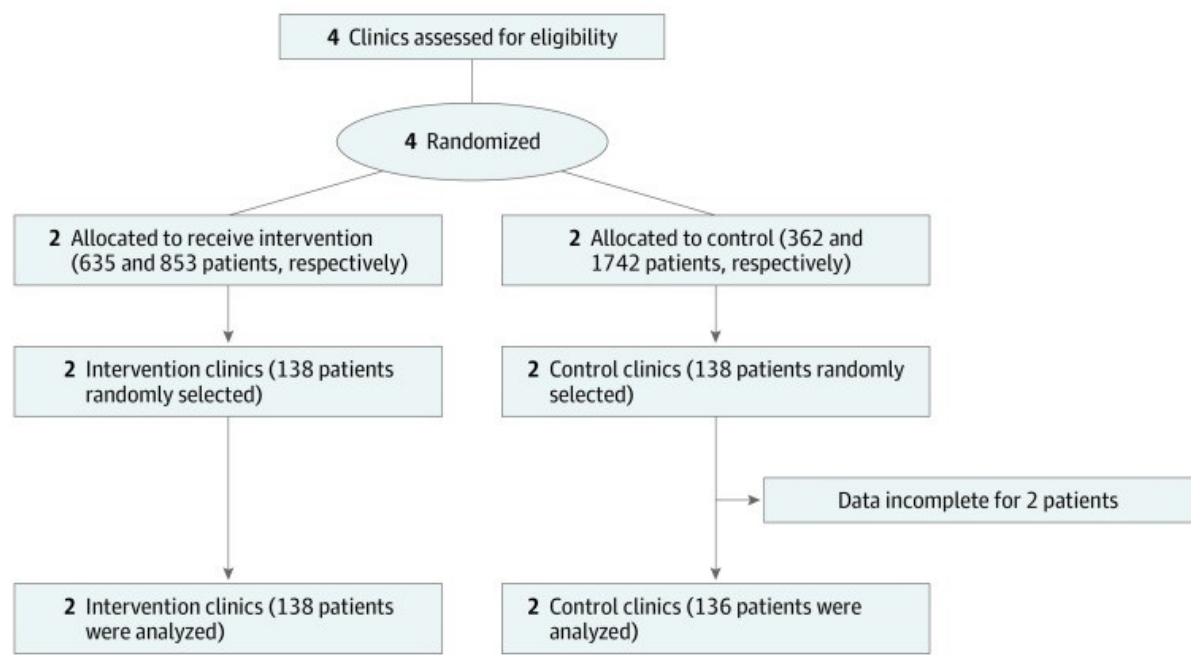 4 Clinics assessed for eligibility
4 Randomized
2 Allocated to receive intervention
(635 and 853 patients, respectively)
2 Allocated to control (362 and
1742 patients, respectively)
2 Intervention clinics (138 patients
randomly selected)
2 Control clinics (138 patients randomly
selected)
Data incomplete for 2 patients
2 Intervention clinics (138 patients
were analyzed)
2 Control clinics (136 patients were
analyzed)